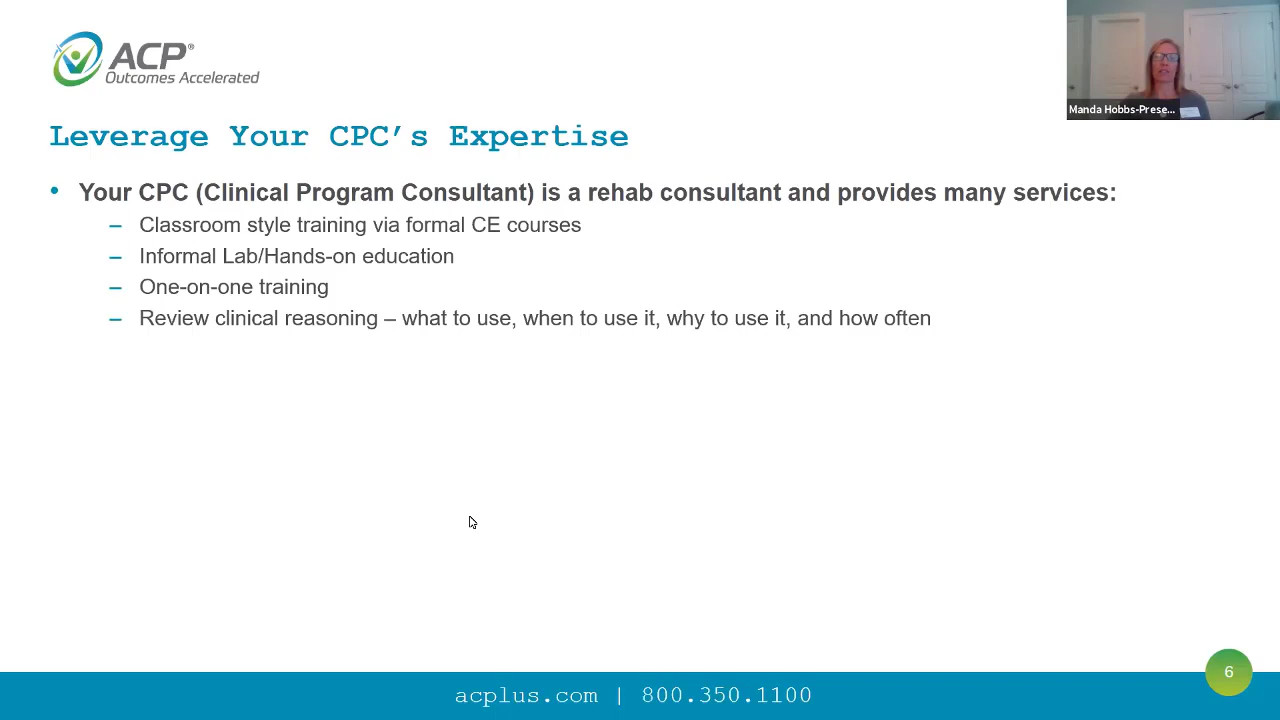 ACP®
Outcomes Accelerated
Manda Hobbs-Prese...
Leverage Your CPC’s Expertise
• Your CPC (Clinical Program Consultant) is a rehab consultant and provides many services:
– Classroom style training via formal CE courses
– Informal Lab/Hands-on education
– One-on-one training
– Review clinical reasoning – what to use, when to use it, why to use it, and how often
6
acplus.com | 800.350.1100